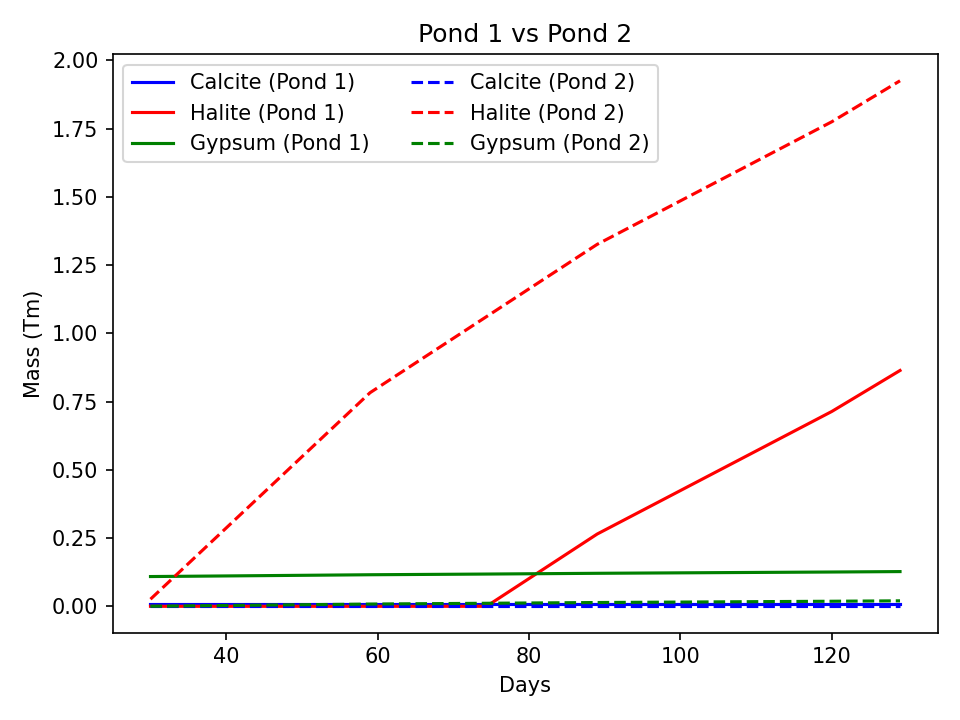 Pond 1 vs Pond 2
2.00
1.75
1.50
1.25
1.00
0.75
0.50
0.25
0.00
Mass (Tm)
Calcite (Pond 1)
Halite (Pond 1)
Gypsum (Pond 1)
Calcite (Pond 2)
Halite (Pond 2)
Gypsum (Pond 2)
40 60 80 100 120
Days